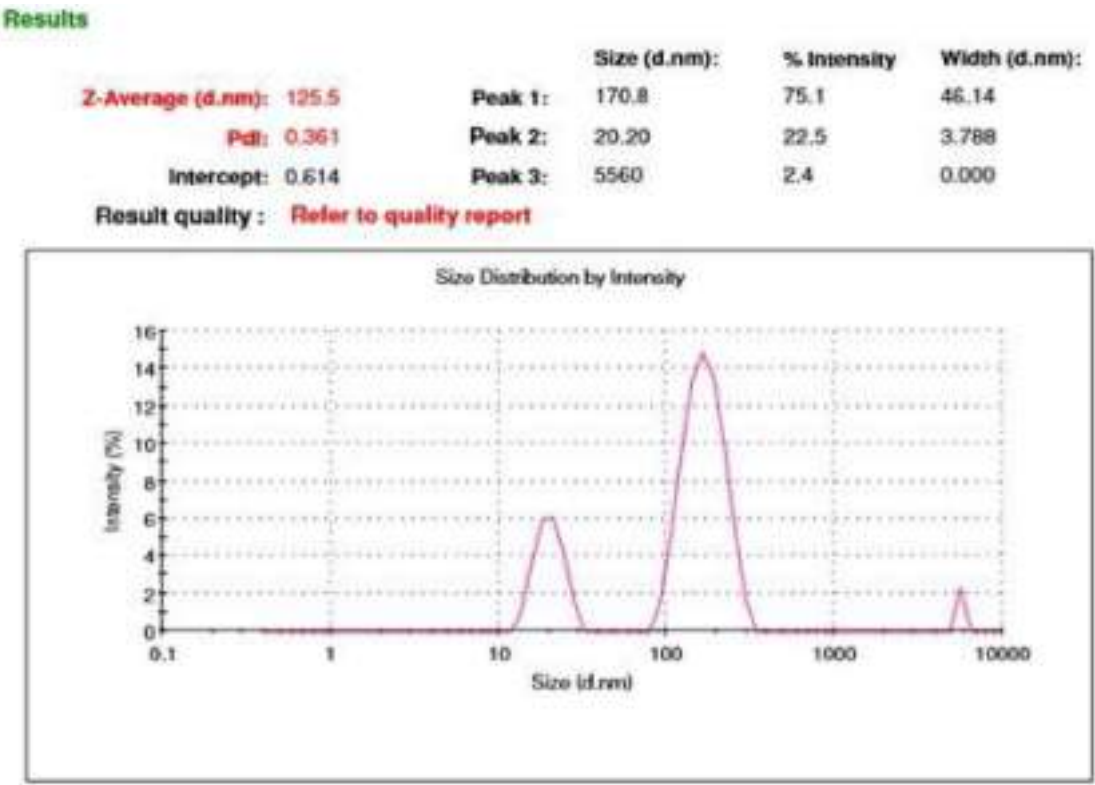 Results
Size (d.nm): % Intensity Width (d.nm):
Z-Average (d.nm): 125.5 Peak 1: 170.8 75.1 46.14
PdI: 0.361 Peak 2: 20.20 22.5 3.788
Intercept: 0.614 Peak 3: 5560 2.4 0.000
Result quality : Refer to quality report
Size Distribution by Intensity
16
14
12
10
8
6
4
2
0
Intensity (%)
0.1 1 10 100 1000 10000
Size (d.nm)